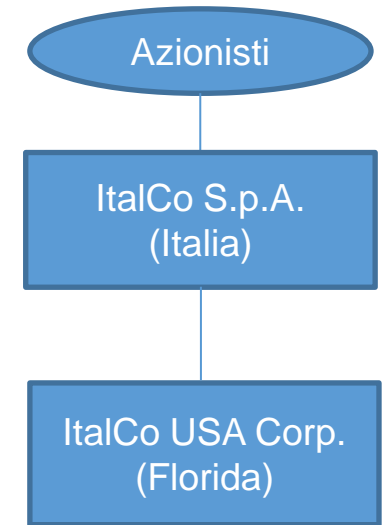 Azionisti
ItalCo S.p.A.
(Italia)
ItalCo USA Corp.
(Florida)